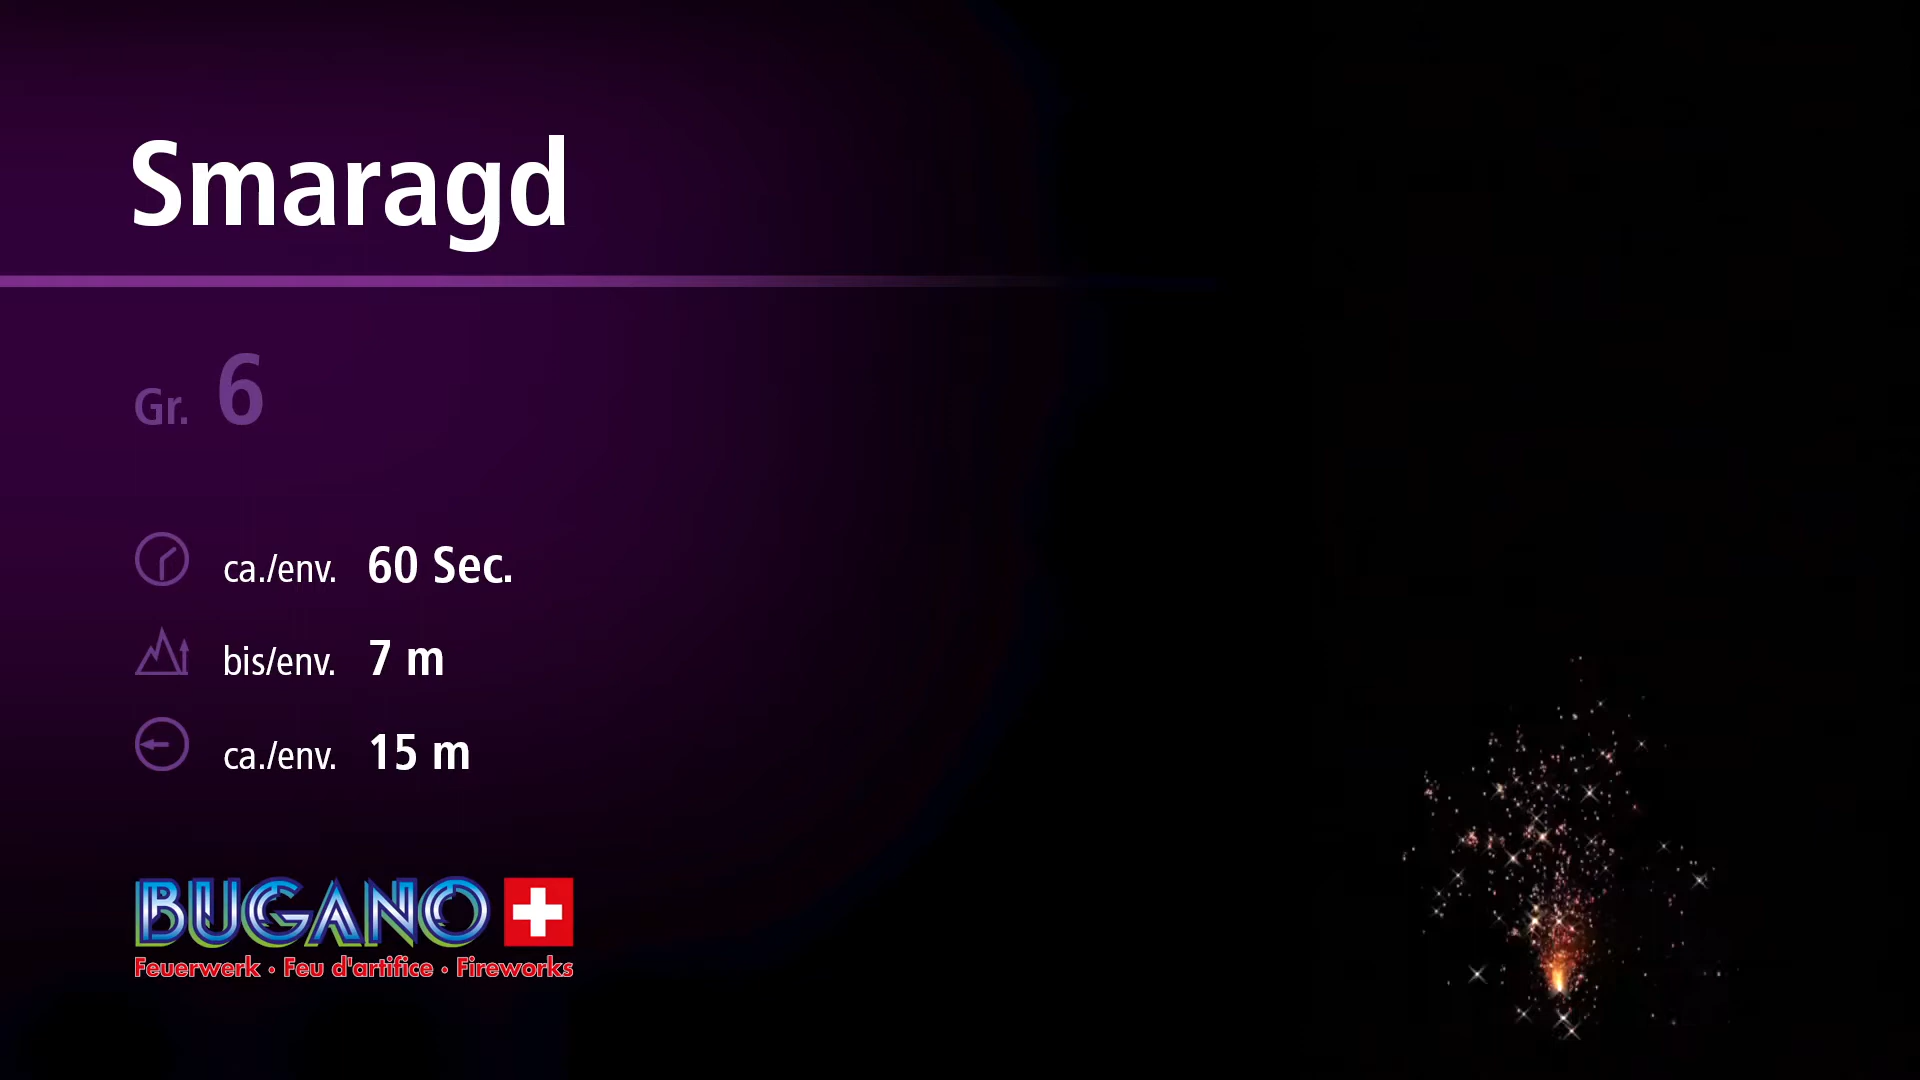 Smaragd
Gr. 6
ca./env. 60 Sec.
bis/env. 7 m
ca./env. 15 m
BUGANO
Feuerwerk • Feu d'artifice • Fireworks